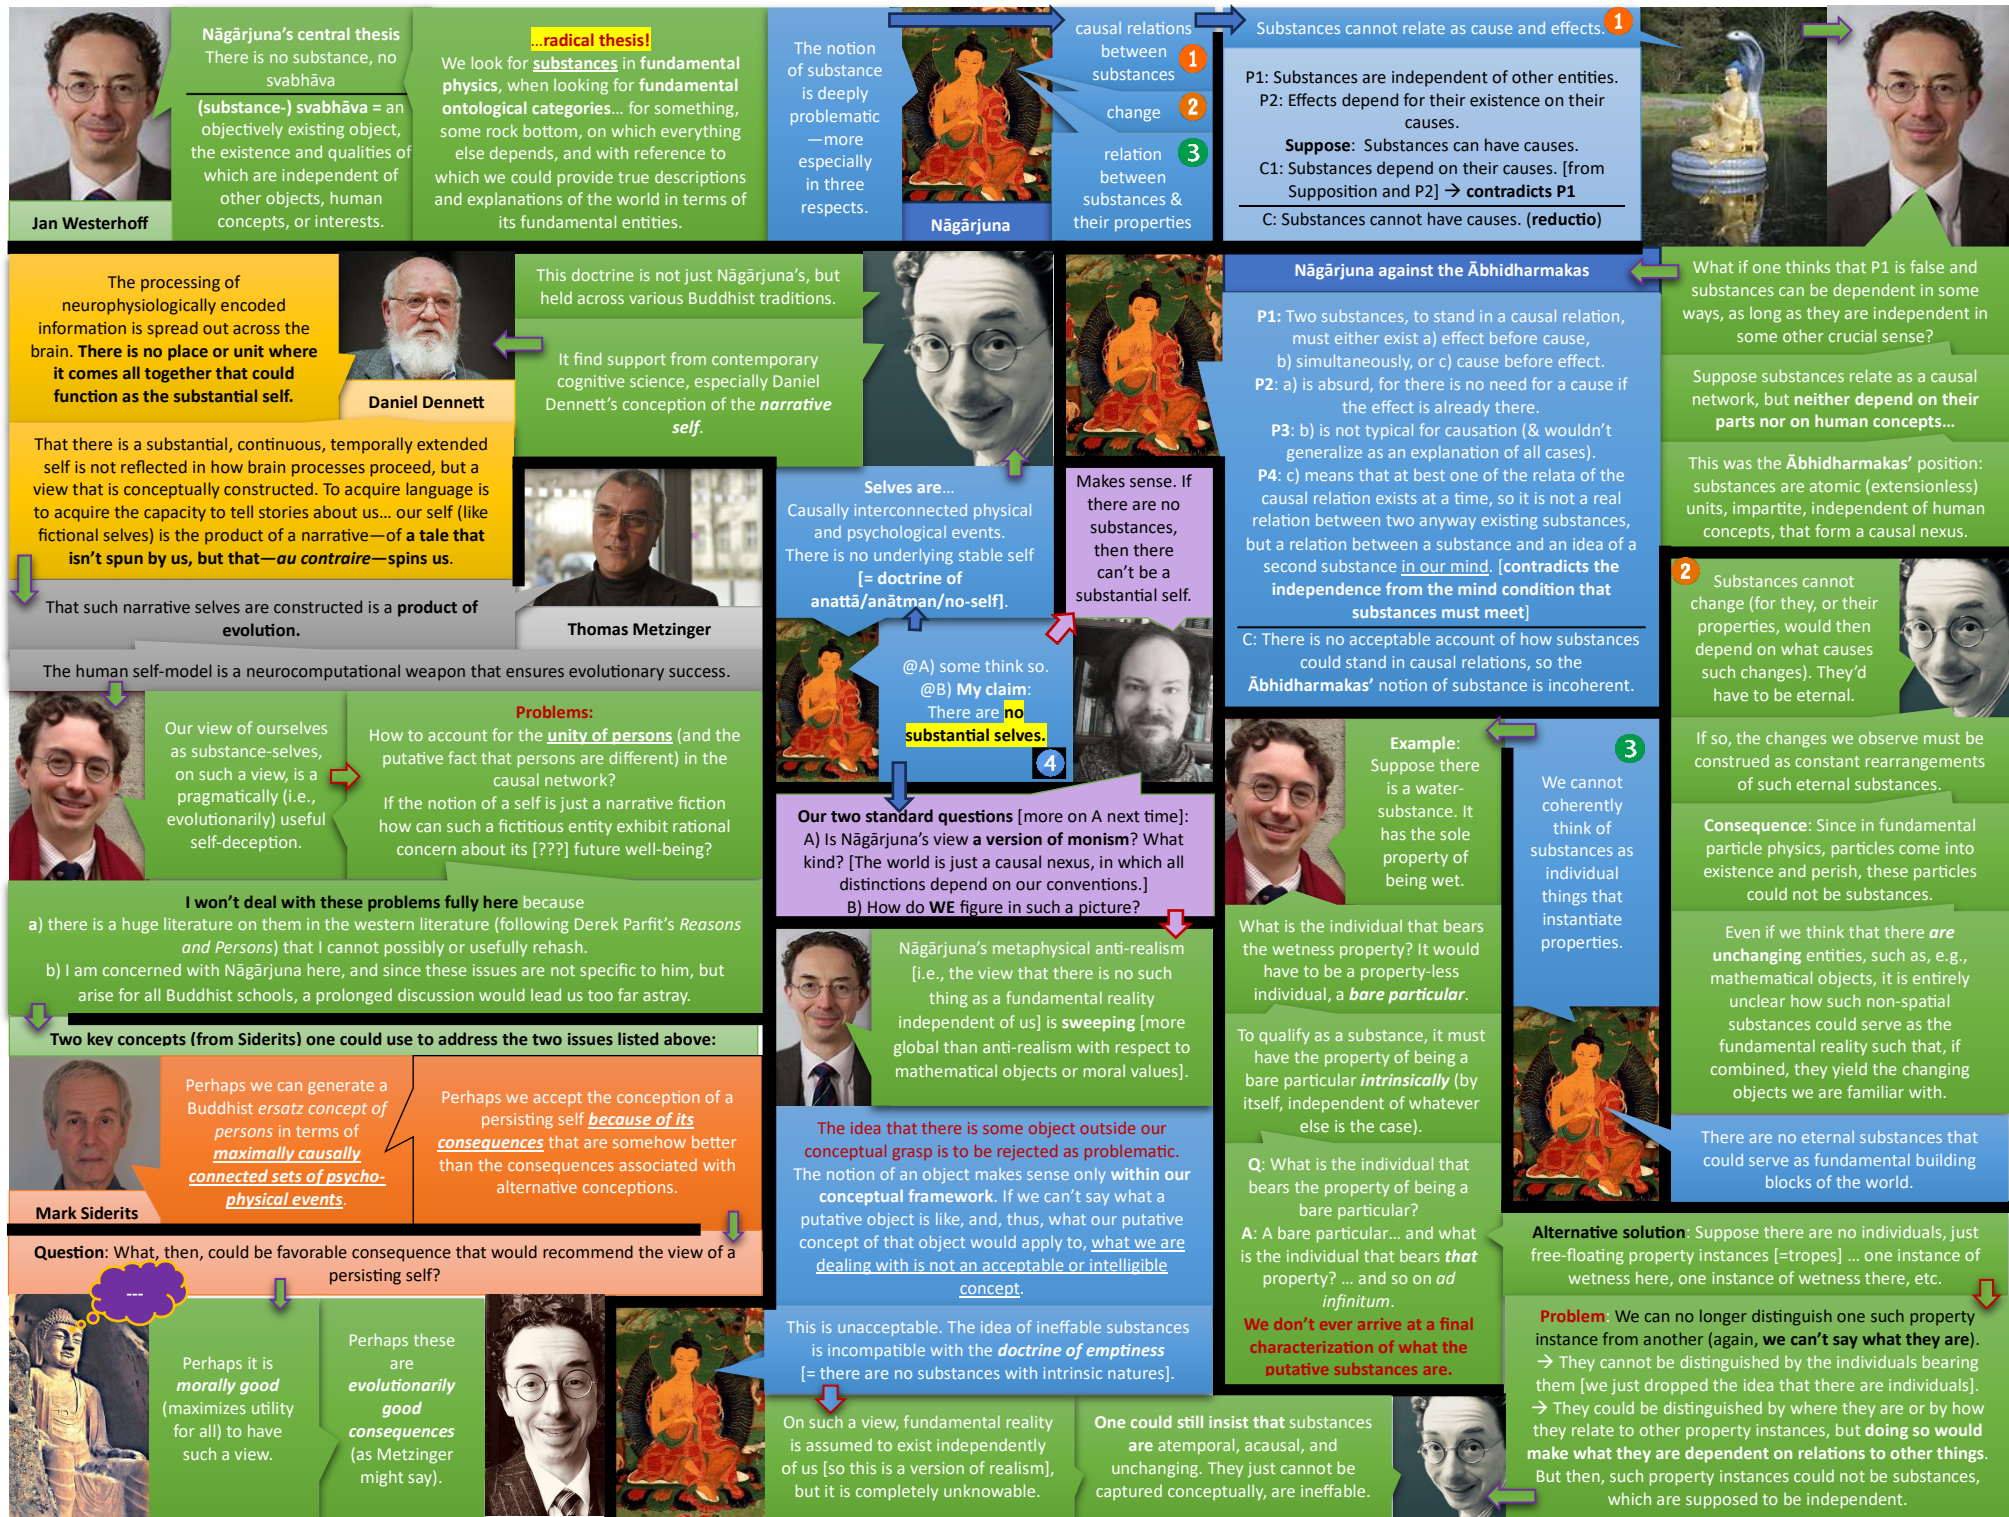 Nāgārjuna's central thesis
There is no substance, no
svabhāva
(substance-) svabhāva = an
objectively existing object,
the existence and qualities of
which are independent of
other objects, human
concepts, or interests.
Jan Westerhoff
...radical thesis!
We look for substances in fundamental
physics, when looking for fundamental
ontological categories... for something,
some rock bottom, on which everything
else depends, and with reference to
which we could provide true descriptions
and explanations of the world in terms of
its fundamental entities.
The notion
of substance
is deeply
problematic
—more
especially
in three
respects.
Nāgārjuna
causal relations
between
substances
1
change
2
relation
between
substances &
their properties
3
Substances cannot relate as cause and effects.
1
P1: Substances are independent of other entities.
P2: Effects depend for their existence on their
causes.
Suppose: Substances can have causes.
C1: Substances depend on their causes. [from
Supposition and P2] → contradicts P1
C: Substances cannot have causes. (reductio)
What if one thinks that P1 is false and
substances can be dependent in some
ways, as long as they are independent in
some other crucial sense?
Suppose substances relate as a causal
network, but neither depend on their
parts nor on human concepts...
This was the Ābhidharmakas' position:
substances are atomic (extensionless)
units, impartite, independent of human
concepts, that form a causal nexus.
Nāgārjuna against the Ābhidharmakas
P1: Two substances, to stand in a causal relation,
must either exist a) effect before cause,
b) simultaneously, or c) cause before effect.
P2: a) is absurd, for there is no need for a cause if
the effect is already there.
P3: b) is not typical for causation (& wouldn't
generalize as an explanation of all cases).
P4: c) means that at best one of the relata of the
causal relation exists at a time, so it is not a real
relation between two anyway existing substances,
but a relation between a substance and an idea of a
second substance in our mind. [contradicts the
independence from the mind condition that
substances must meet]
C: There is no acceptable account of how substances
could stand in causal relations, so the
Ābhidharmakas' notion of substance is incoherent.
2
Substances cannot
change (for they, or their
properties, would then
depend on what causes
such changes). They'd
have to be eternal.
If so, the changes we observe must be
construed as constant rearrangements
of such eternal substances.
Consequence: Since in fundamental
particle physics, particles come into
existence and perish, these particles
could not be substances.
Even if we think that there are
unchanging entities, such as, e.g.,
mathematical objects, it is entirely
unclear how such non-spatial
substances could serve as the
fundamental reality such that, if
combined, they yield the changing
objects we are familiar with.
There are no eternal substances that
could serve as fundamental building
blocks of the world.
3
We cannot
coherently
think of
substances as
individual
things that
instantiate
properties.
Example:
Suppose there
is a water-
substance. It
has the sole
property of
being wet.
What is the individual that bears
the wetness property? It would
have to be a property-less
individual, a bare particular.
To qualify as a substance, it must
have the property of being a
bare particular intrinsically (by
itself, independent of whatever
else is the case).
Q: What is the individual that
bears the property of being a
bare particular?
A: A bare particular... and what
is the individual that bears that
property? ... and so on ad
infinitum.
We don't ever arrive at a final
characterization of what the
putative substances are.
Alternative solution: Suppose there are no individuals, just
free-floating property instances [=tropes] ... one instance of
wetness here, one instance of wetness there, etc.
Problem: We can no longer distinguish one such property
instance from another (again, we can't say what they are).
→ They cannot be distinguished by the individuals bearing
them [we just dropped the idea that there are individuals].
→ They could be distinguished by where they are or by how
they relate to other property instances, but doing so would
make what they are dependent on relations to other things.
But then, such property instances could not be substances,
which are supposed to be independent.
One could still insist that substances
are atemporal, acausal, and
unchanging. They just cannot be
captured conceptually, are ineffable.
On such a view, fundamental reality
is assumed to exist independently
of us [so this is a version of realism],
but it is completely unknowable.
This is unacceptable. The idea of ineffable substances
is incompatible with the doctrine of emptiness
[= there are no substances with intrinsic natures].
The idea that there is some object outside our
conceptual grasp is to be rejected as problematic.
The notion of an object makes sense only within our
conceptual framework. If we can't say what a
putative object is like, and, thus, what our putative
concept of that object would apply to, what we are
dealing with is not an acceptable or intelligible
concept.
Nāgārjuna's metaphysical anti-realism
[i.e., the view that there is no such
thing as a fundamental reality
independent of us] is sweeping [more
global than anti-realism with respect to
mathematical objects or moral values].
Our two standard questions [more on A next time]:
A) Is Nāgārjuna's view a version of monism? What
kind? [The world is just a causal nexus, in which all
distinctions depend on our conventions.]
B) How do WE figure in such a picture?
@A) some think so.
@B) My claim:
There are no
substantial selves.
4
Makes sense. If
there are no
substances,
then there
can't be a
substantial self.
Selves are...
Causally interconnected physical
and psychological events.
There is no underlying stable self
[= doctrine of
anattā/anātman/no-self].
This doctrine is not just Nāgārjuna's, but
held across various Buddhist traditions.
It find support from contemporary
cognitive science, especially Daniel
Dennett's conception of the narrative
self.
The processing of
neurophysiologically encoded
information is spread out across the
brain. There is no place or unit where
it comes all together that could
function as the substantial self.
Daniel Dennett
That there is a substantial, continuous, temporally extended
self is not reflected in how brain processes proceed, but a
view that is conceptually constructed. To acquire language is
to acquire the capacity to tell stories about us... our self (like
fictional selves) is the product of a narrative—of a tale that
isn't spun by us, but that—au contraire—spins us.
That such narrative selves are constructed is a product of
evolution.
Thomas Metzinger
The human self-model is a neurocomputational weapon that ensures evolutionary success.
Our view of ourselves
as substance-selves,
on such a view, is a
pragmatically (i.e.,
evolutionarily) useful
self-deception.
Problems:
How to account for the unity of persons (and the
putative fact that persons are different) in the
causal network?
If the notion of a self is just a narrative fiction
how can such a fictitious entity exhibit rational
concern about its [???] future well-being?
I won't deal with these problems fully here because
a) there is a huge literature on them in the western literature (following Derek Parfit's Reasons
and Persons) that I cannot possibly or usefully rehash.
b) I am concerned with Nāgārjuna here, and since these issues are not specific to him, but
arise for all Buddhist schools, a prolonged discussion would lead us too far astray.
Two key concepts (from Siderits) one could use to address the two issues listed above:
Mark Siderits
Perhaps we can generate a
Buddhist ersatz concept of
persons in terms of
maximally causally
connected sets of psycho-
physical events.
Perhaps we accept the conception of a
persisting self because of its
consequences that are somehow better
than the consequences associated with
alternative conceptions.
Question: What, then, could be favorable consequence that would recommend the view of a
persisting self?
---
Perhaps it is
morally good
(maximizes utility
for all) to have
such a view.
Perhaps these
are
evolutionarily
good
consequences
(as Metzinger
might say).